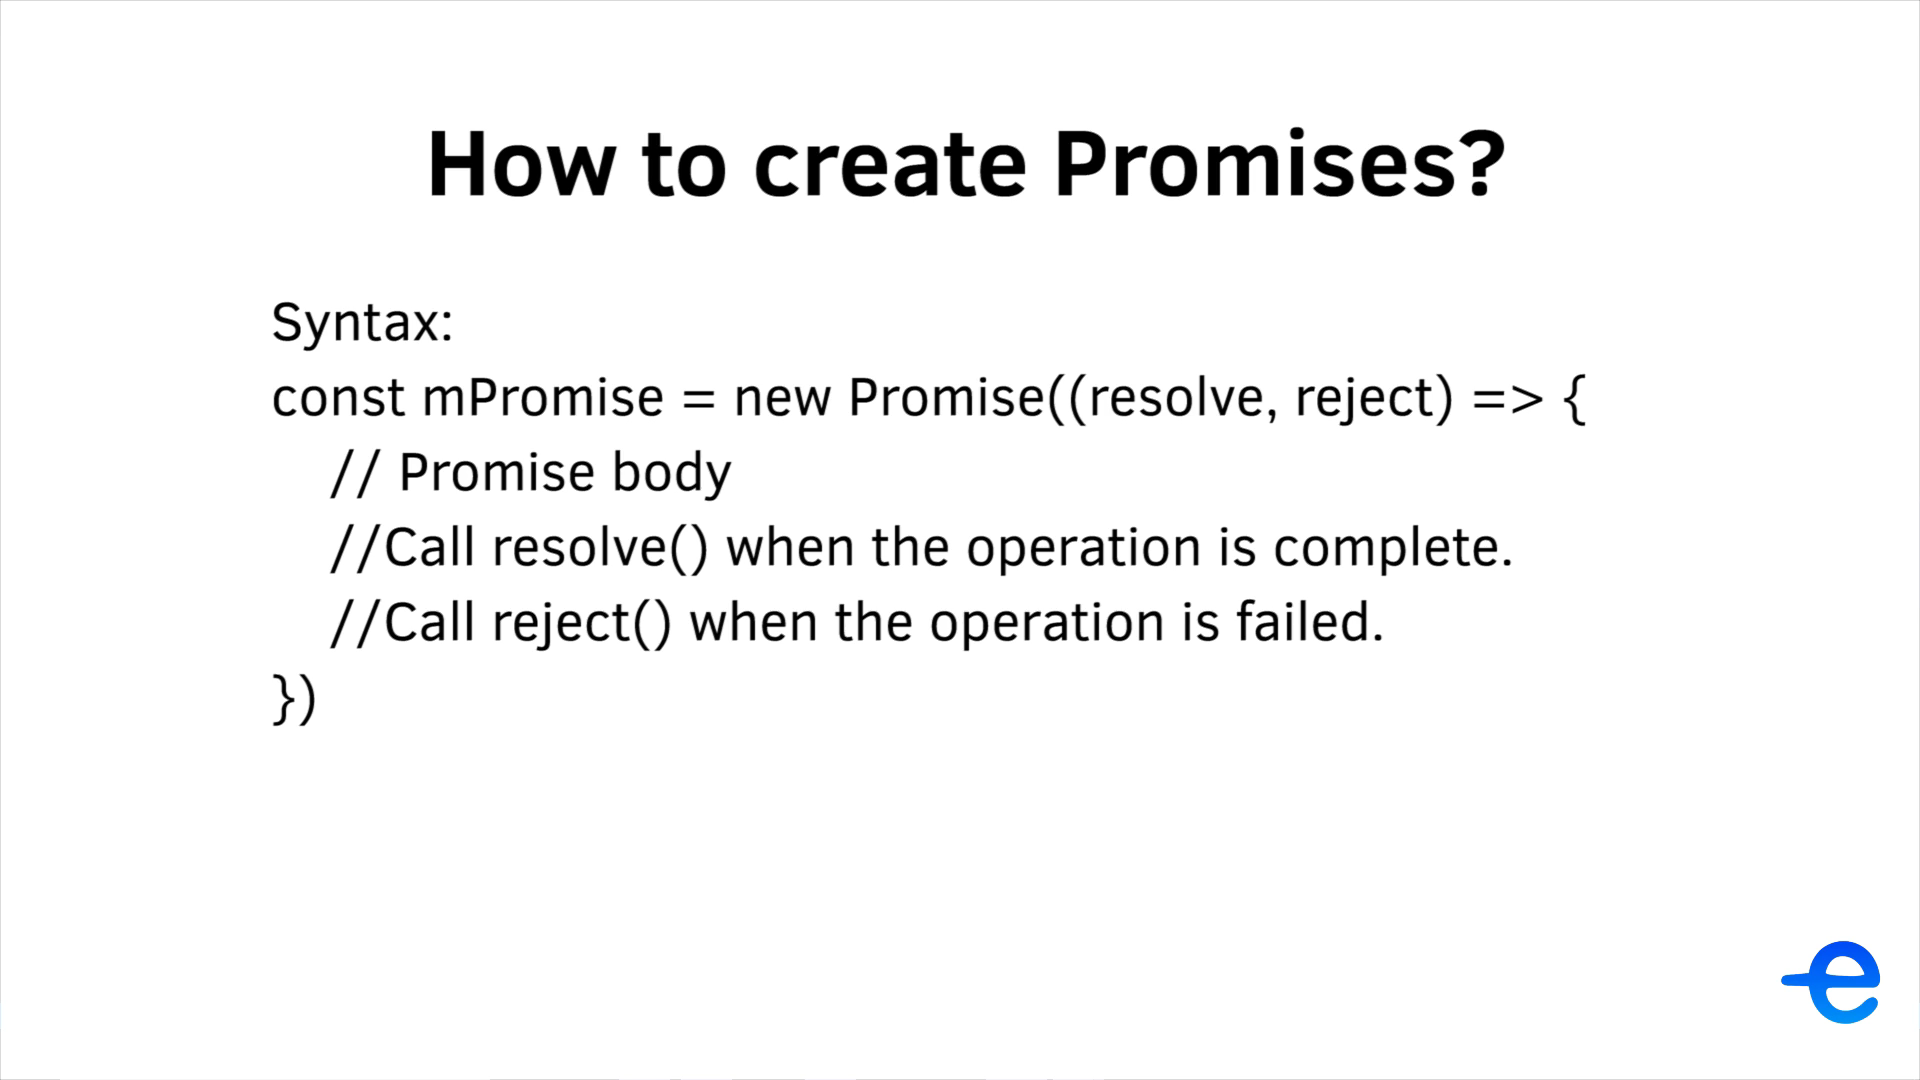 How to create Promises?
Syntax:
const mPromise = new Promise((resolve, reject) => {
// Promise body
//Call resolve() when the operation is complete.
//Call reject() when the operation is failed.
})
e